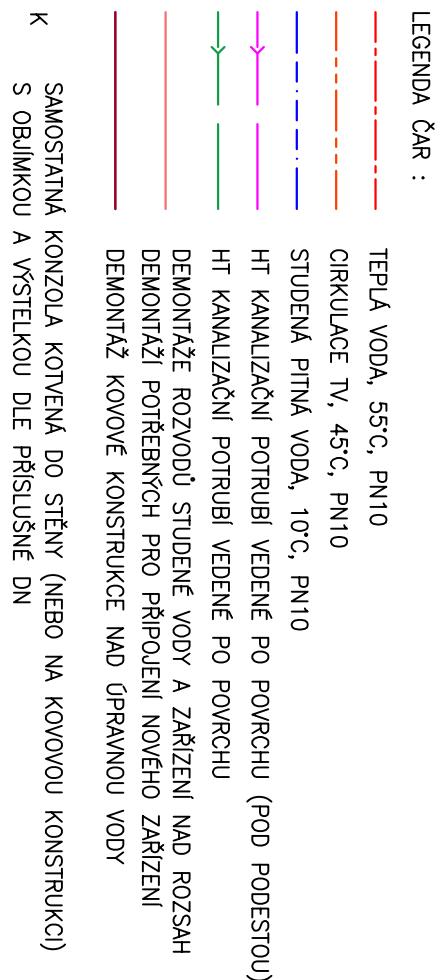 LEGENDA ČAR :
TEPLÁ VODA, 55°C, PN10
CIRKULACE TV, 45°C, PN10
STUDENÁ PITNÁ VODA, 10°C, PN10
HT KANALIZAČNÍ POTRUBÍ VEDENÉ PO POVRCHU (POD PODESTOU)
HT KANALIZAČNÍ POTRUBÍ VEDENÉ PO POVRCHU
DEMONTÁŽE ROZVODŮ STUDENÉ VODY A ZAŘÍZENÍ NAD ROZSAH
DEMONTÁŽÍ POTŘEBNÝCH PRO PŘIPOJENÍ NOVÉHO ZAŘÍZENÍ
DEMONTÁŽ KOVOVÉ KONSTRUKCE NAD ÚPRAVNOU VODY
K SAMOSTATNÁ KONZOLA KOTVENÁ DO STĚNY (NEBO NA KOVOVOU KONSTRUKCI)
S OBJÍMKOU A VÝSTELKOU DLE PŘÍSLUŠNÉ DN